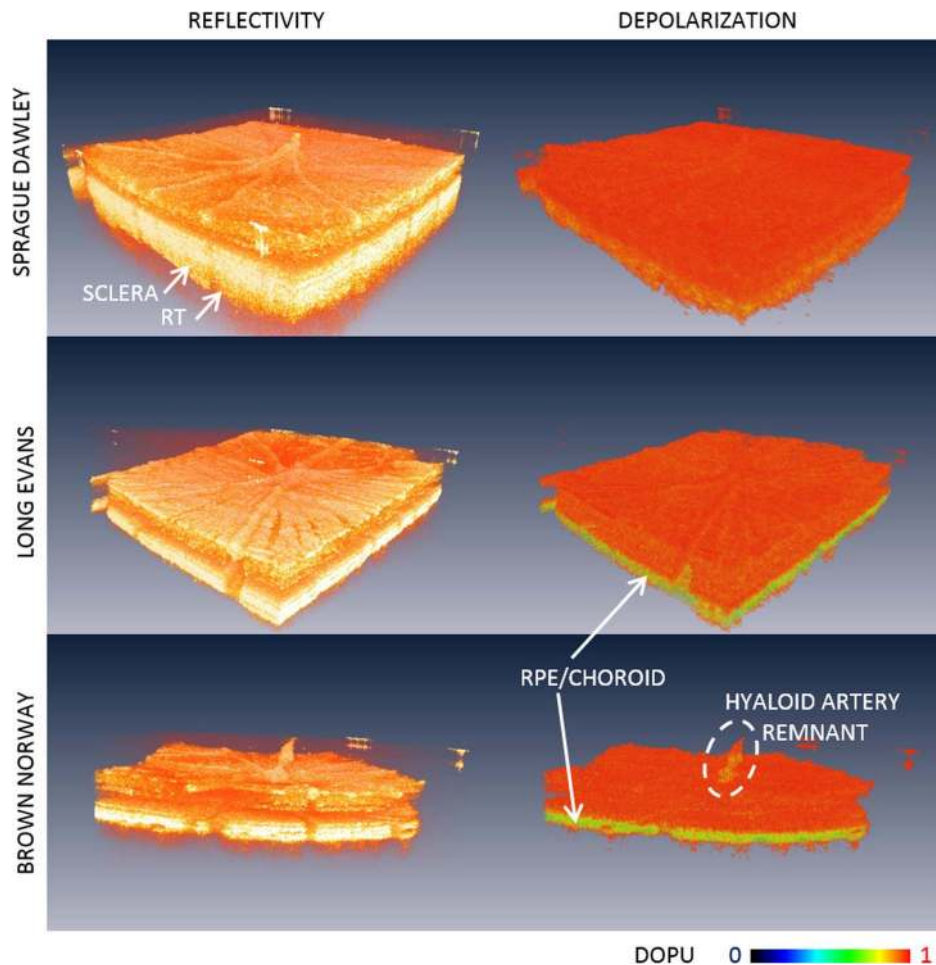 REFLECTIVITY
DEPOLARIZATION
SPRAGUE DAWLEY
SCLERA
RT
LONG EVANS
BROWN NORWAY
RPE/CHOROID
HYALOID ARTERY
REMNANT
DOPU 0 1